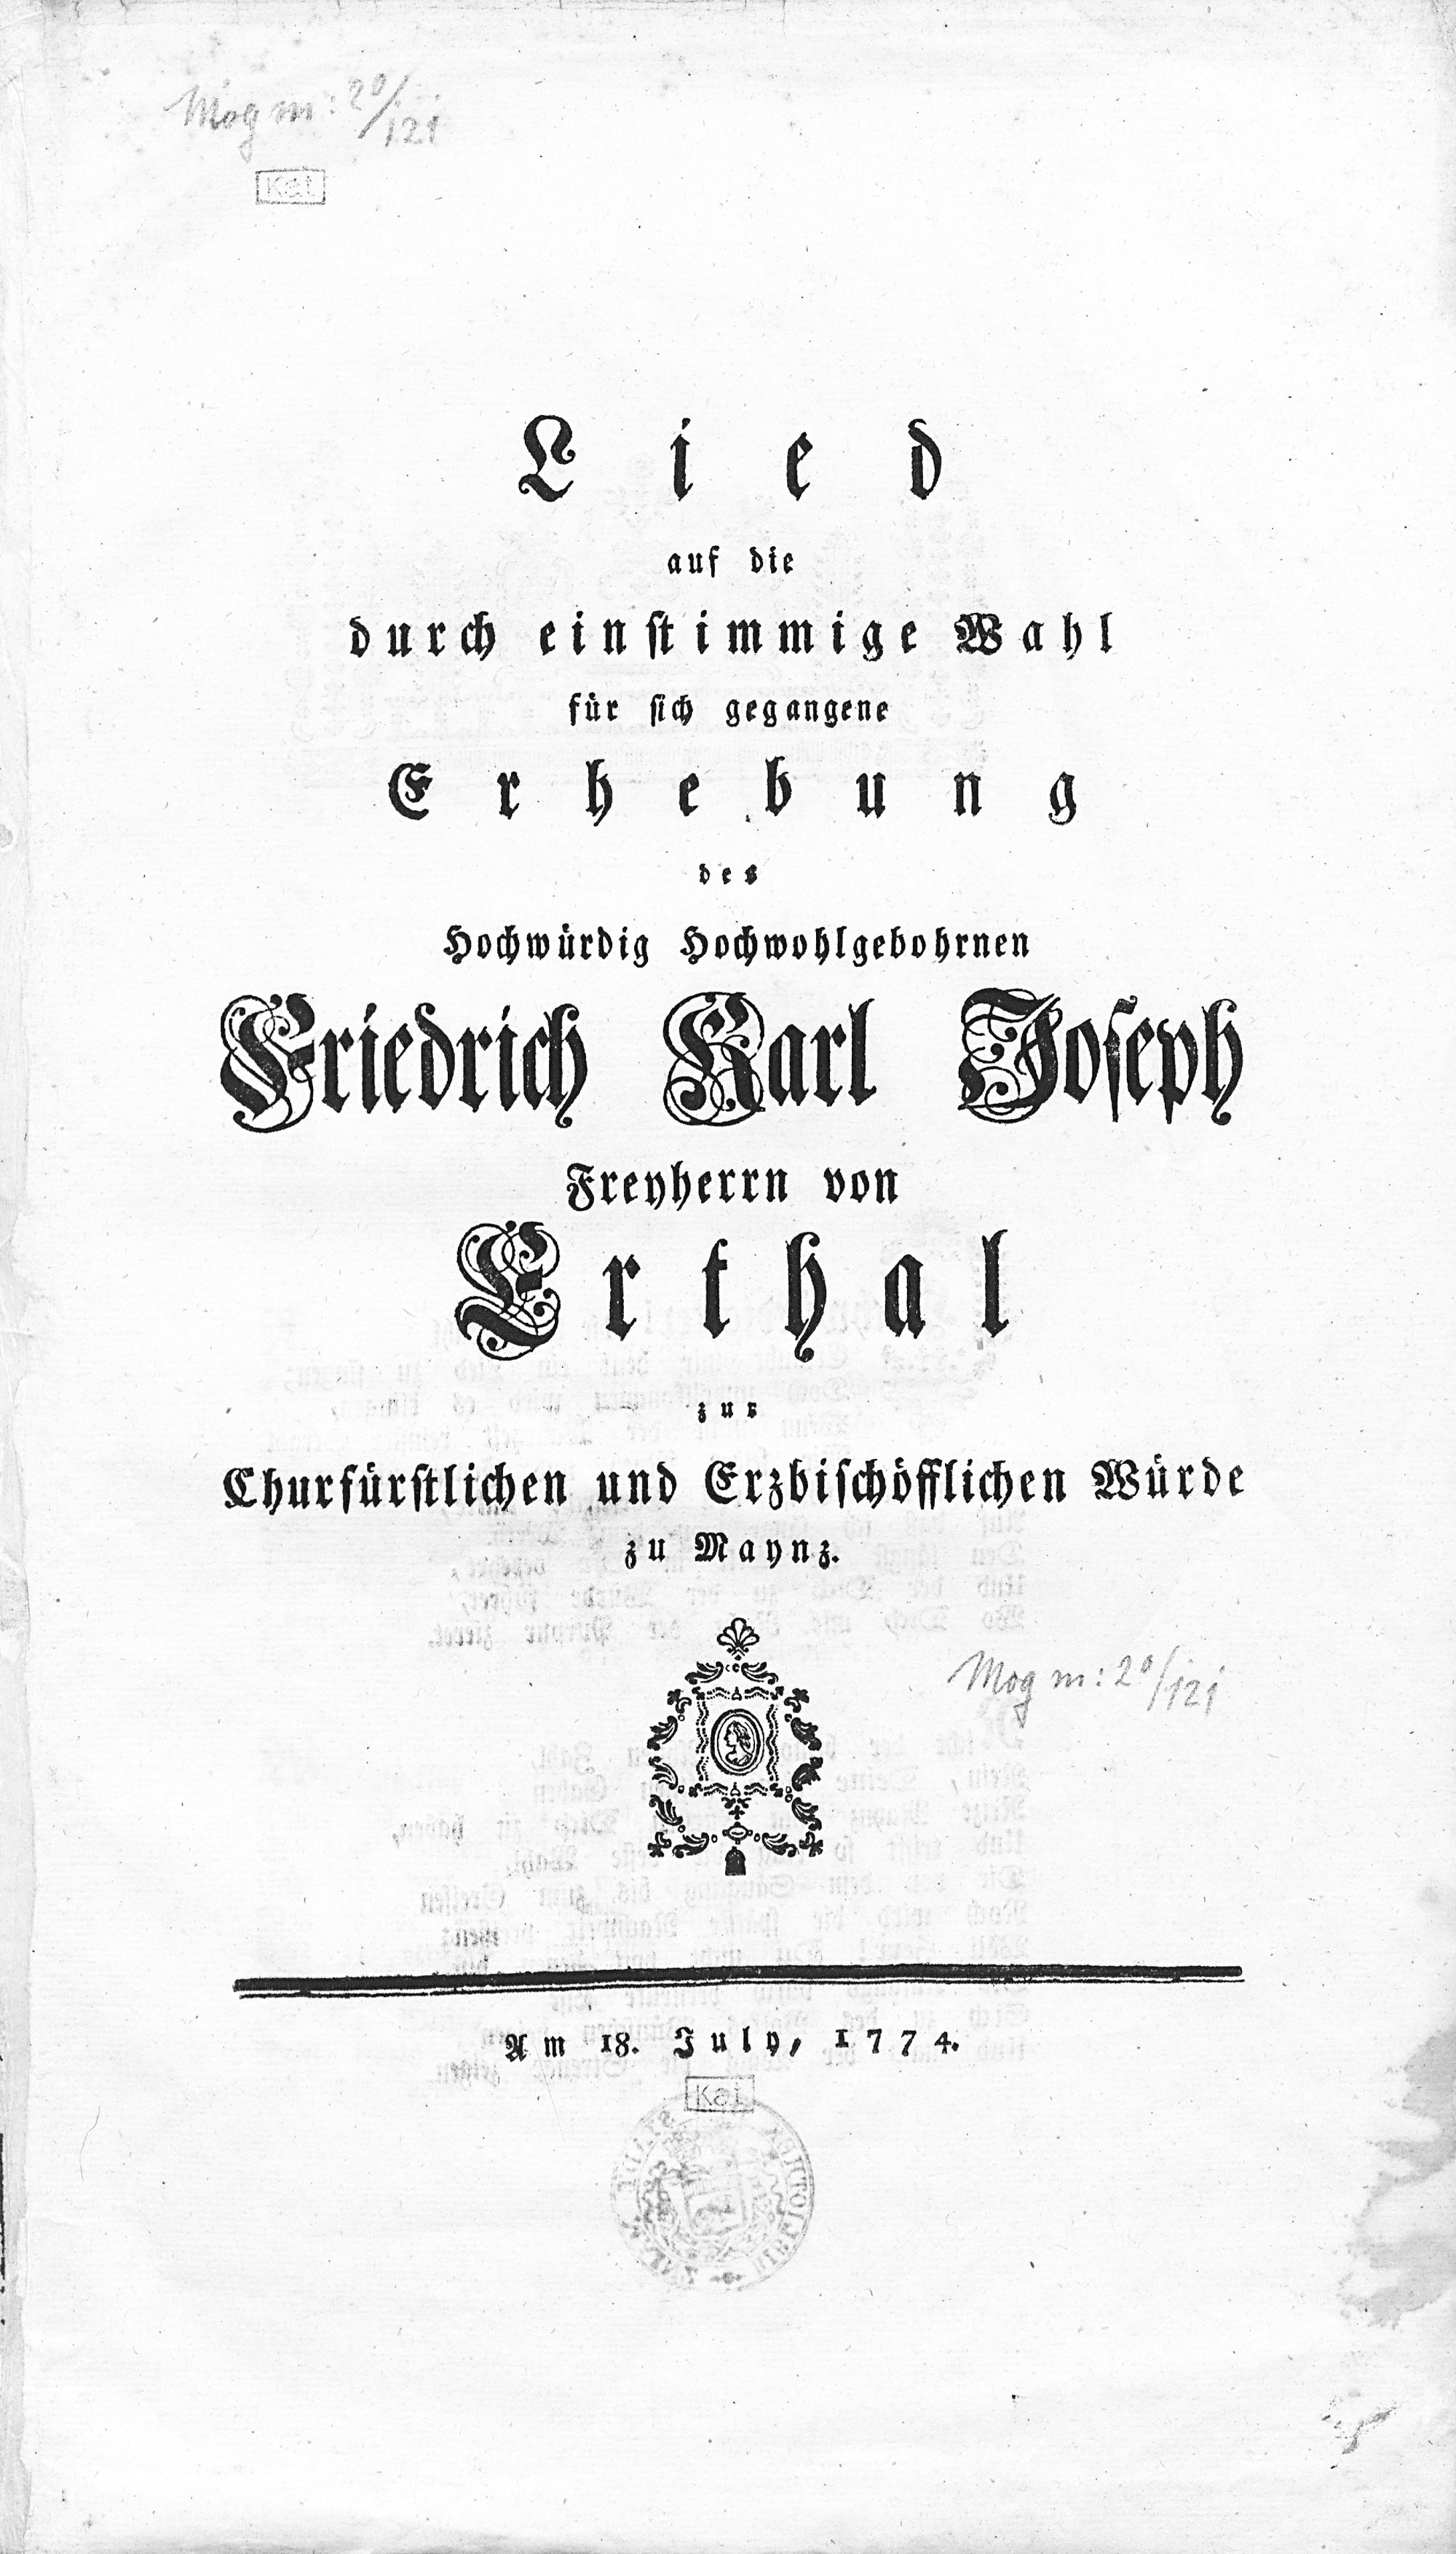 Mog m: 2°/121
Kat
Lied
auf die
durch einstimmige Wahl
für sich gegangene
Erhebung
des
Hochwürdig Hochwohlgebohrnen
Friedrich Karl Joseph
Freyherrn von
Erthal
zur
Churfürstlichen und Erzbischöfflichen Würde
zu Maynz.
Mog m: 2°/121
Am 18. July, 1774.
Kat